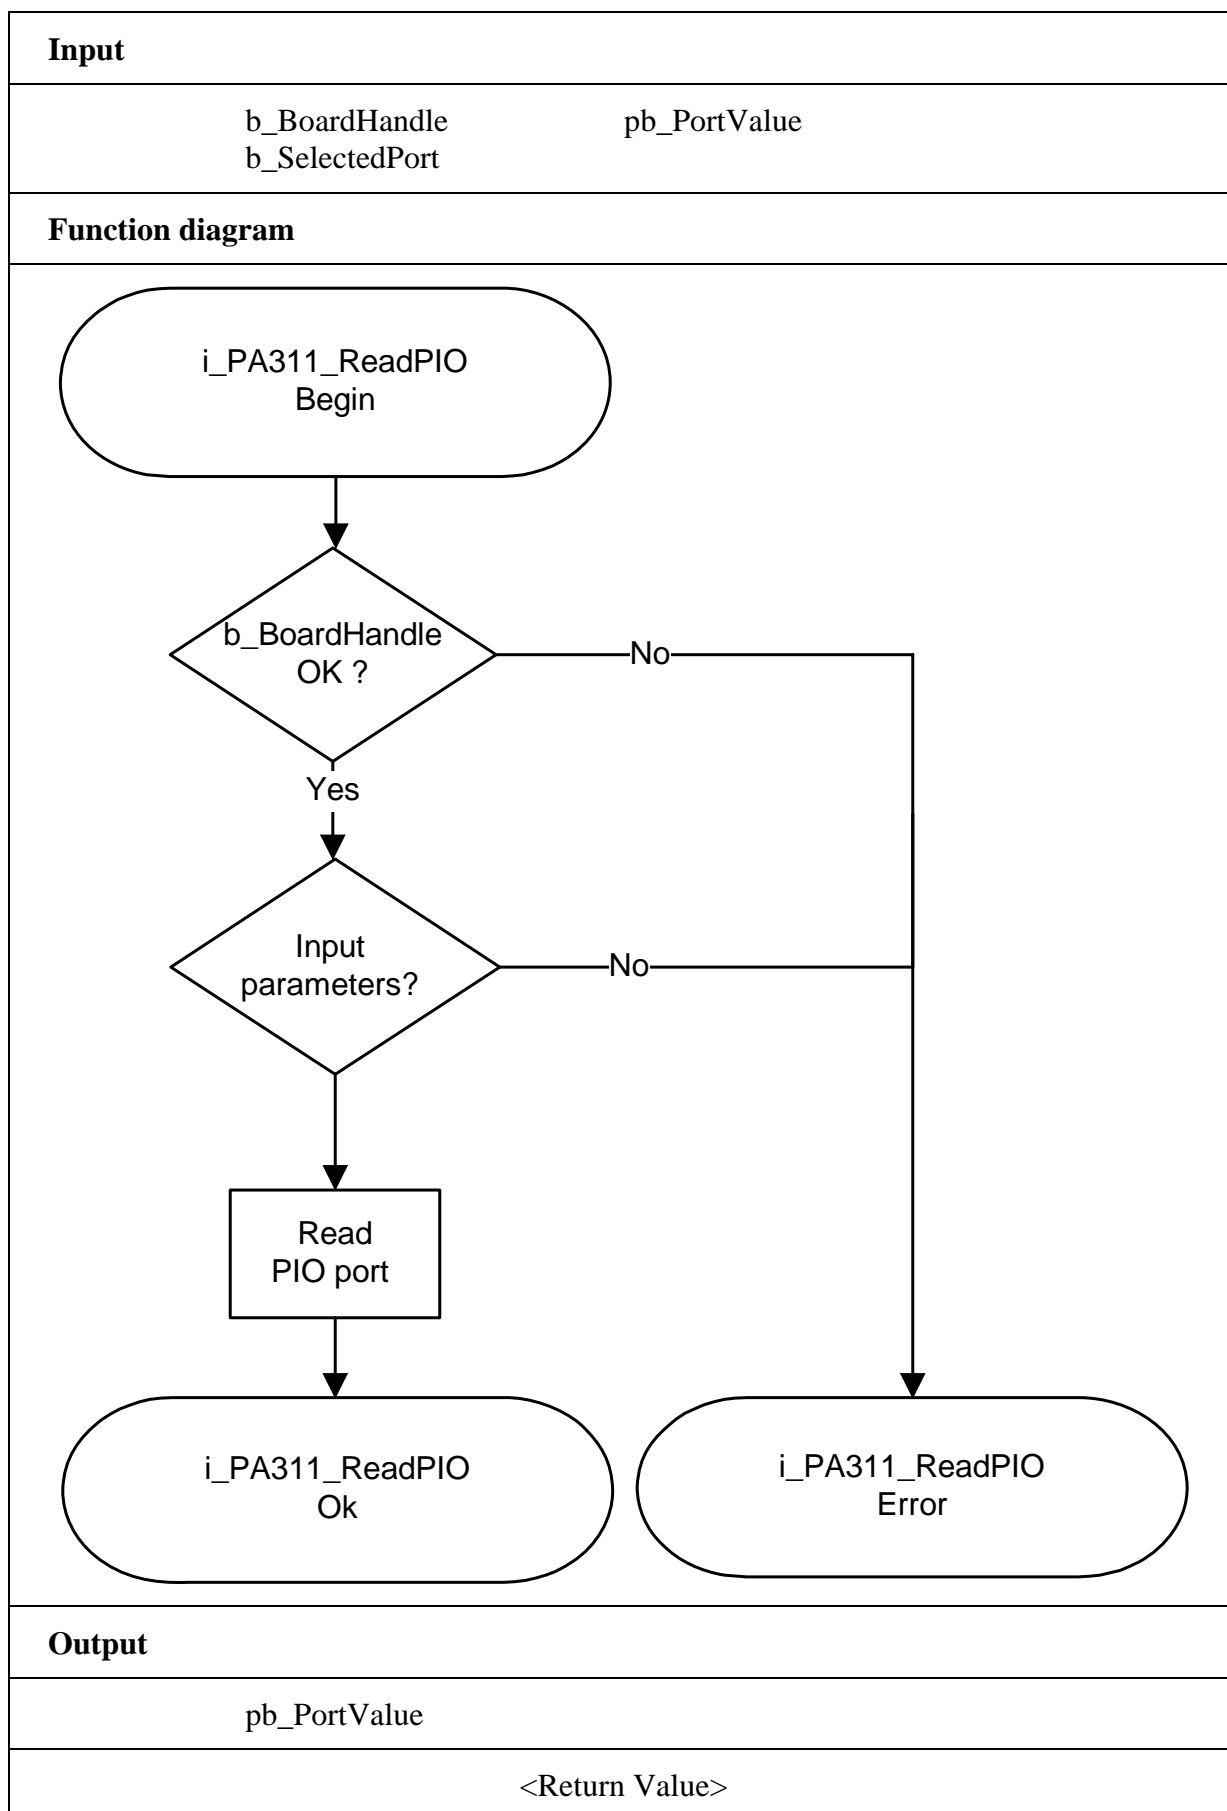 Input
b_BoardHandle pb_PortValue
b_SelectedPort
Function diagram
i_PA311_ReadPIO
Begin
b_BoardHandle
OK ?
No
Yes
Input
parameters?
No
Read
PIO port
i_PA311_ReadPIO
Ok
i_PA311_ReadPIO
Error
Output
pb_PortValue
<Return Value>